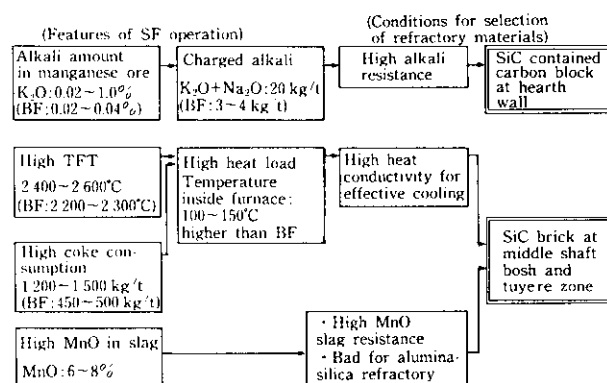 (Features of SF operation)
(Conditions for selection
of refractory materials)
Alkali amount
in manganese ore
K₂O:0.02~1.0%
(BF:0.02~0.04%)
Charged alkali
K₂O+Na₂O:20 kg/t
(BF:3~4 kg/t)
High alkali
resistance
SiC contained
carbon block
at hearth
wall
High TFT
2 400~2 600℃
(BF:2 200~2 300℃)
High heat load
Temperature
inside furnace:
100~150℃
higher than BF
High heat
conductivity for
effective cooling
High coke con-
sumption
1 200~1 500 kg/t
(BF:450~500 kg/t)
SiC brick at
middle shaft
bosh and
tuyere zone
High MnO in slag
MnO:6~8%
・High MnO
slag resistance
・Bad for alumina-
silica refractory